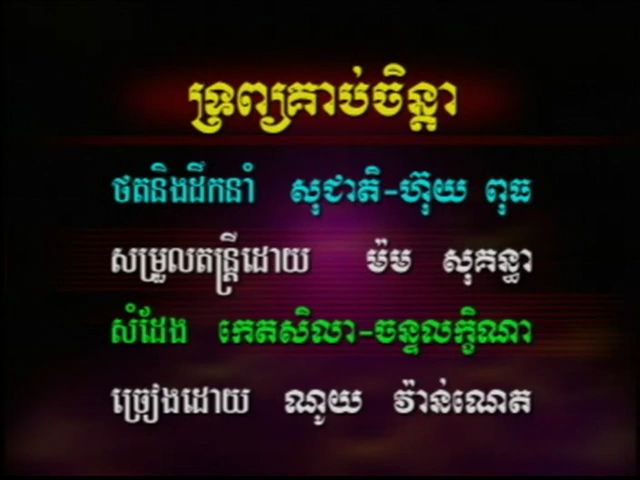 ទ្រព្យគ្រាប់ចិន្តា
ថតនិងដឹកនាំ សុជាតិ-ហ៊ុយ ពុធ
សម្រួលតន្ត្រីដោយ ម៉ម សុគន្ធា
សំដែង កេតសិលា-ចន្ទលក្ខិណា
ច្រៀងដោយ ណូយ វ៉ាន់ណេត